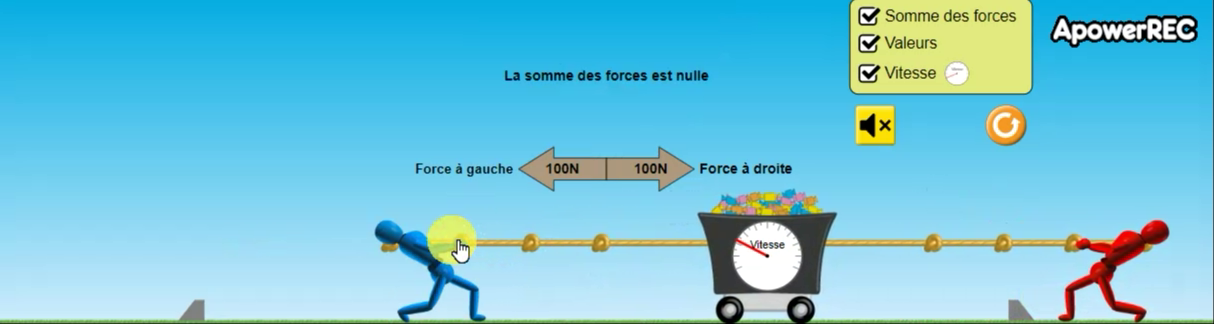 Somme des forces
ApowerREC
Valeurs
Vitesse
La somme des forces est nulle
Force à gauche 100N 100N Force à droite
Vitesse